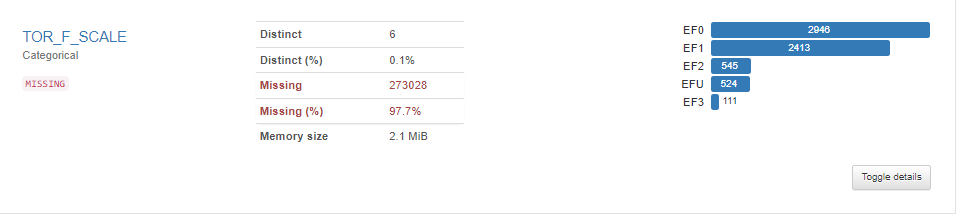 TOR_F_SCALE
Categorical
MISSING
Distinct 6
Distinct (%) 0.1%
Missing 273028
Missing (%) 97.7%
Memory size 2.1 MiB
EF0 2946
EF1 2413
EF2 545
EFU 524
EF3 111
Toggle details